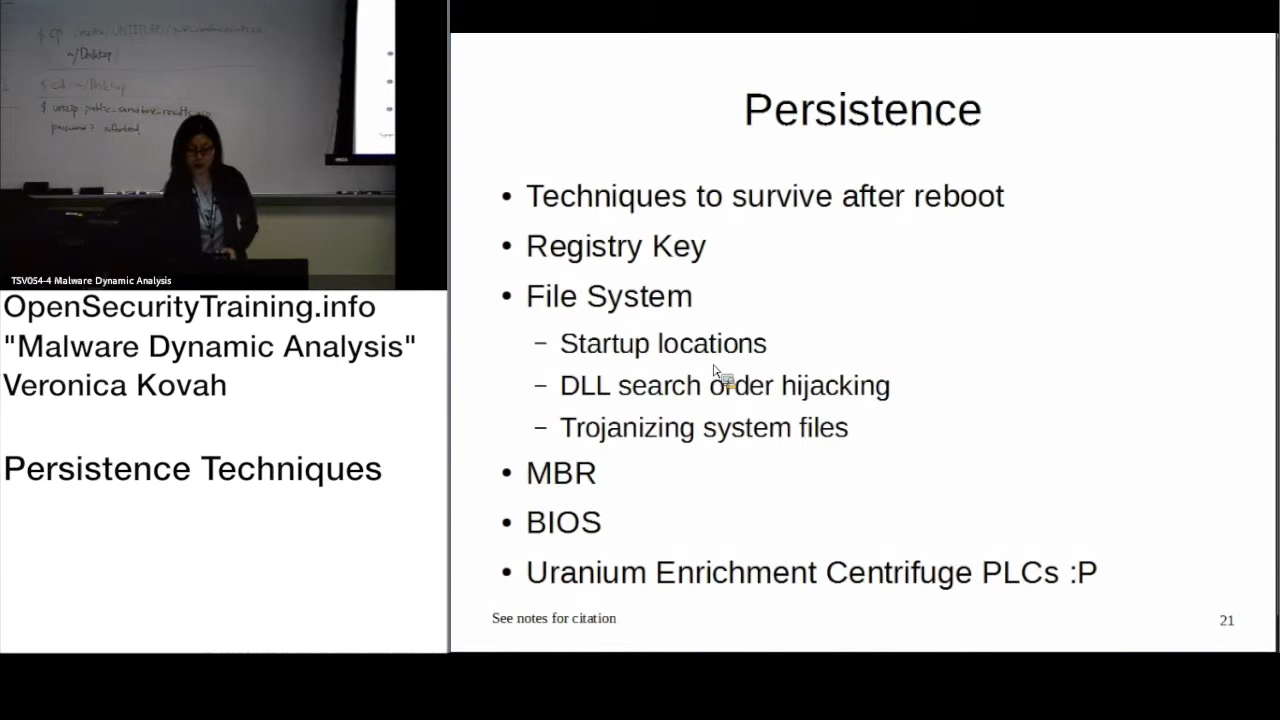 ~/Desktop
TSV054-4 Malware Dynamic Analysis
OpenSecurityTraining.info
"Malware Dynamic Analysis"
Veronica Kovah
Persistence Techniques
Persistence
• Techniques to survive after reboot
• Registry Key
• File System
– Startup locations
– DLL search order hijacking
– Trojanizing system files
• MBR
• BIOS
• Uranium Enrichment Centrifuge PLCs :P
See notes for citation
21